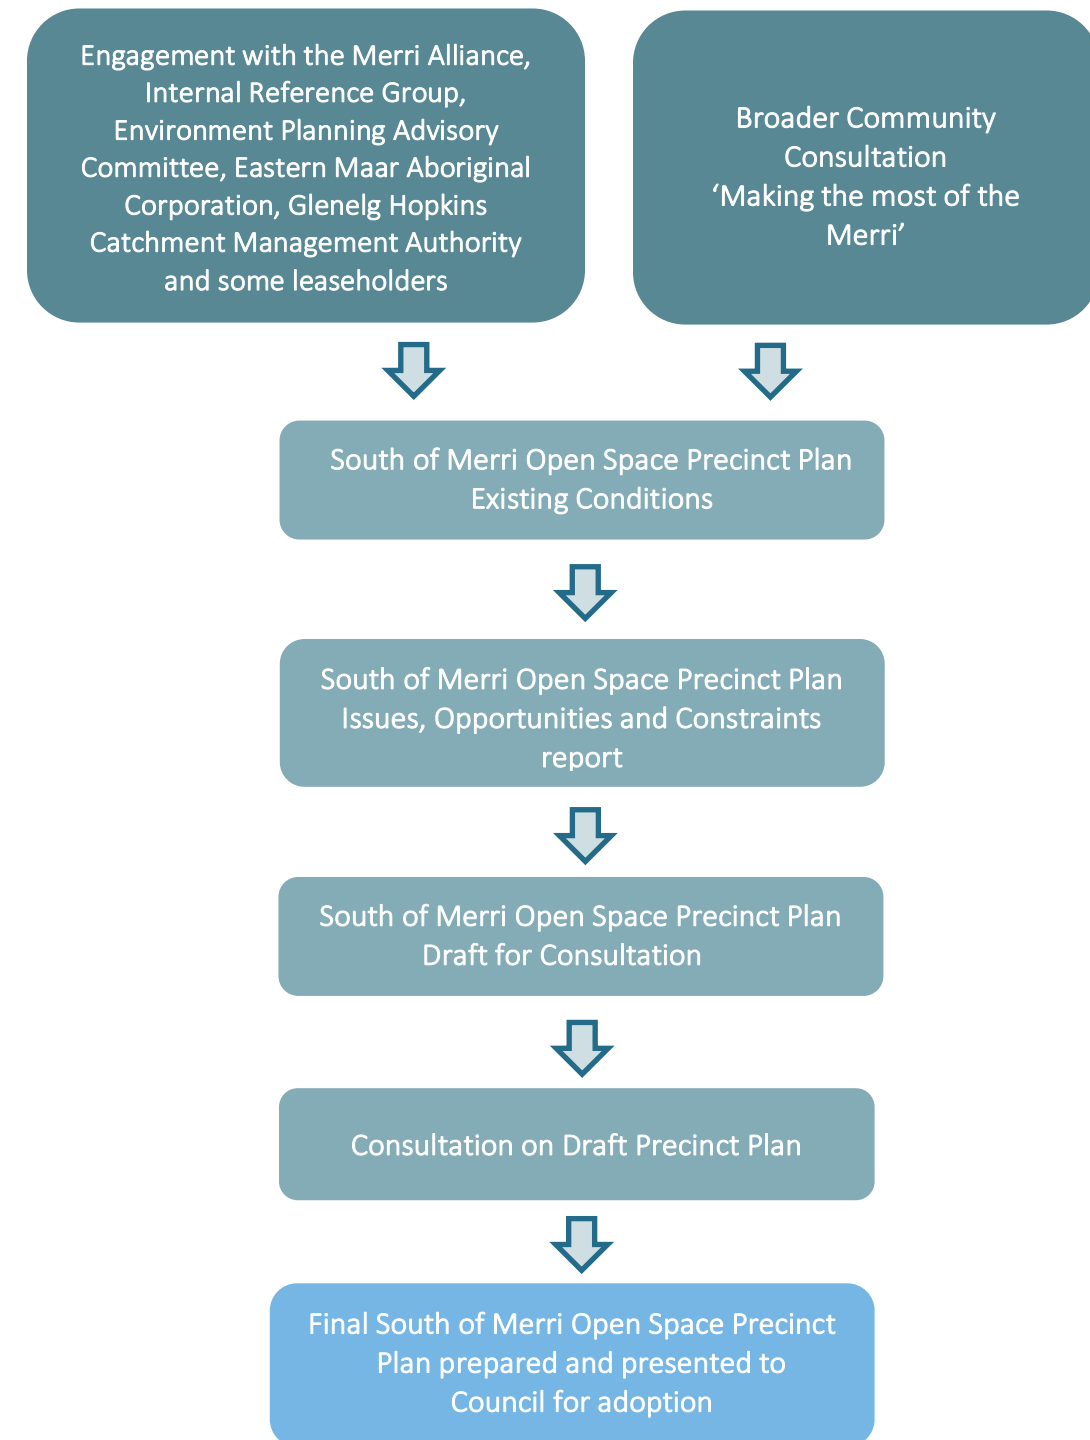 Engagement with the Merri Alliance,
Internal Reference Group,
Environment Planning Advisory
Committee, Eastern Maar Aboriginal
Corporation, Glenelg Hopkins
Catchment Management Authority
and some leaseholders
Broader Community
Consultation
‘Making the most of the
Merri’
South of Merri Open Space Precinct Plan
Existing Conditions
South of Merri Open Space Precinct Plan
Issues, Opportunities and Constraints
report
South of Merri Open Space Precinct Plan
Draft for Consultation
Consultation on Draft Precinct Plan
Final South of Merri Open Space Precinct
Plan prepared and presented to
Council for adoption